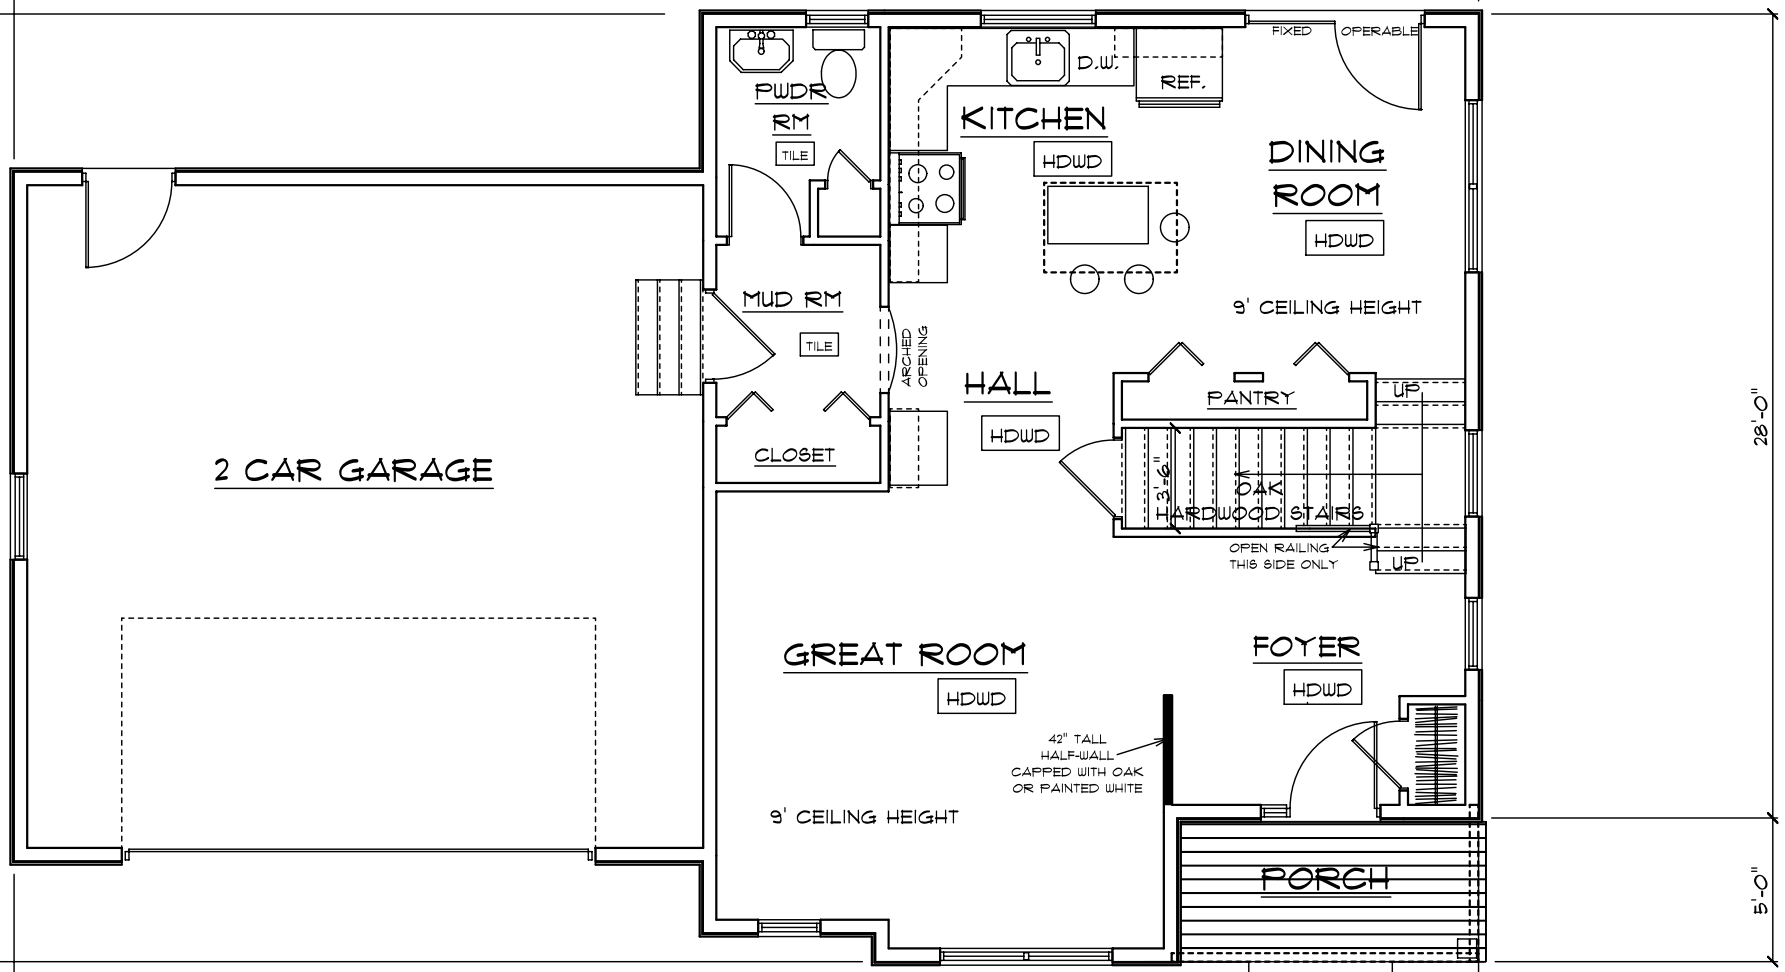 FIXED OPERABLE
D.W.
REF.
PWDR
RM
TILE
KITCHEN
HDWD
DINING
ROOM
HDWD
MUD RM
TILE
ARCHED
OPENING
9' CEILING HEIGHT
HALL
HDWD
PANTRY
UP
28'-0"
2 CAR GARAGE
CLOSET
3'-6"
OAK
HARDWOOD STAIRS
OPEN RAILING
THIS SIDE ONLY
UP
GREAT ROOM
HDWD
FOYER
HDWD
42" TALL
HALF-WALL
CAPPED WITH OAK
OR PAINTED WHITE
9' CEILING HEIGHT
PORCH
5'-0"